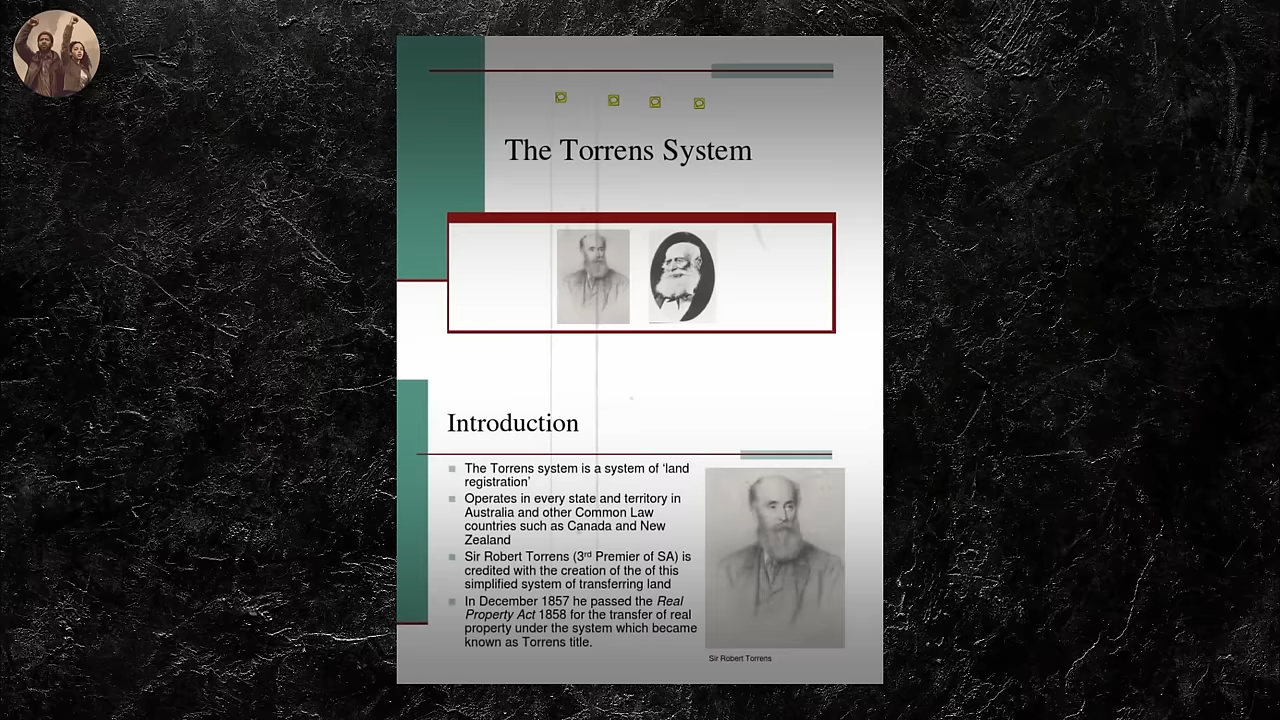 The Torrens System
Introduction
The Torrens system is a system of ‘land
registration’
Operates in every state and territory in
Australia and other Common Law
countries such as Canada and New
Zealand
Sir Robert Torrens (3rd Premier of SA) is
credited with the creation of the of this
simplified system of transferring land
In December 1857 he passed the Real
Property Act 1858 for the transfer of real
property under the system which became
known as Torrens title.
Sir Robert Torrens